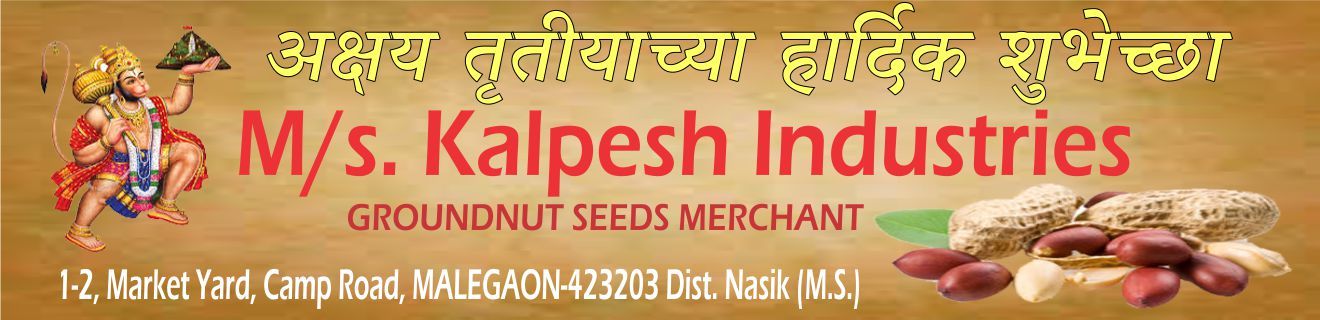 अक्षय तृतीयाच्या हार्दिक शुभेच्छा
M/s. Kalpesh Industries
GROUNDNUT SEEDS MERCHANT
1-2, Market Yard, Camp Road, MALEGAON-423203 Dist. Nasik (M.S.)